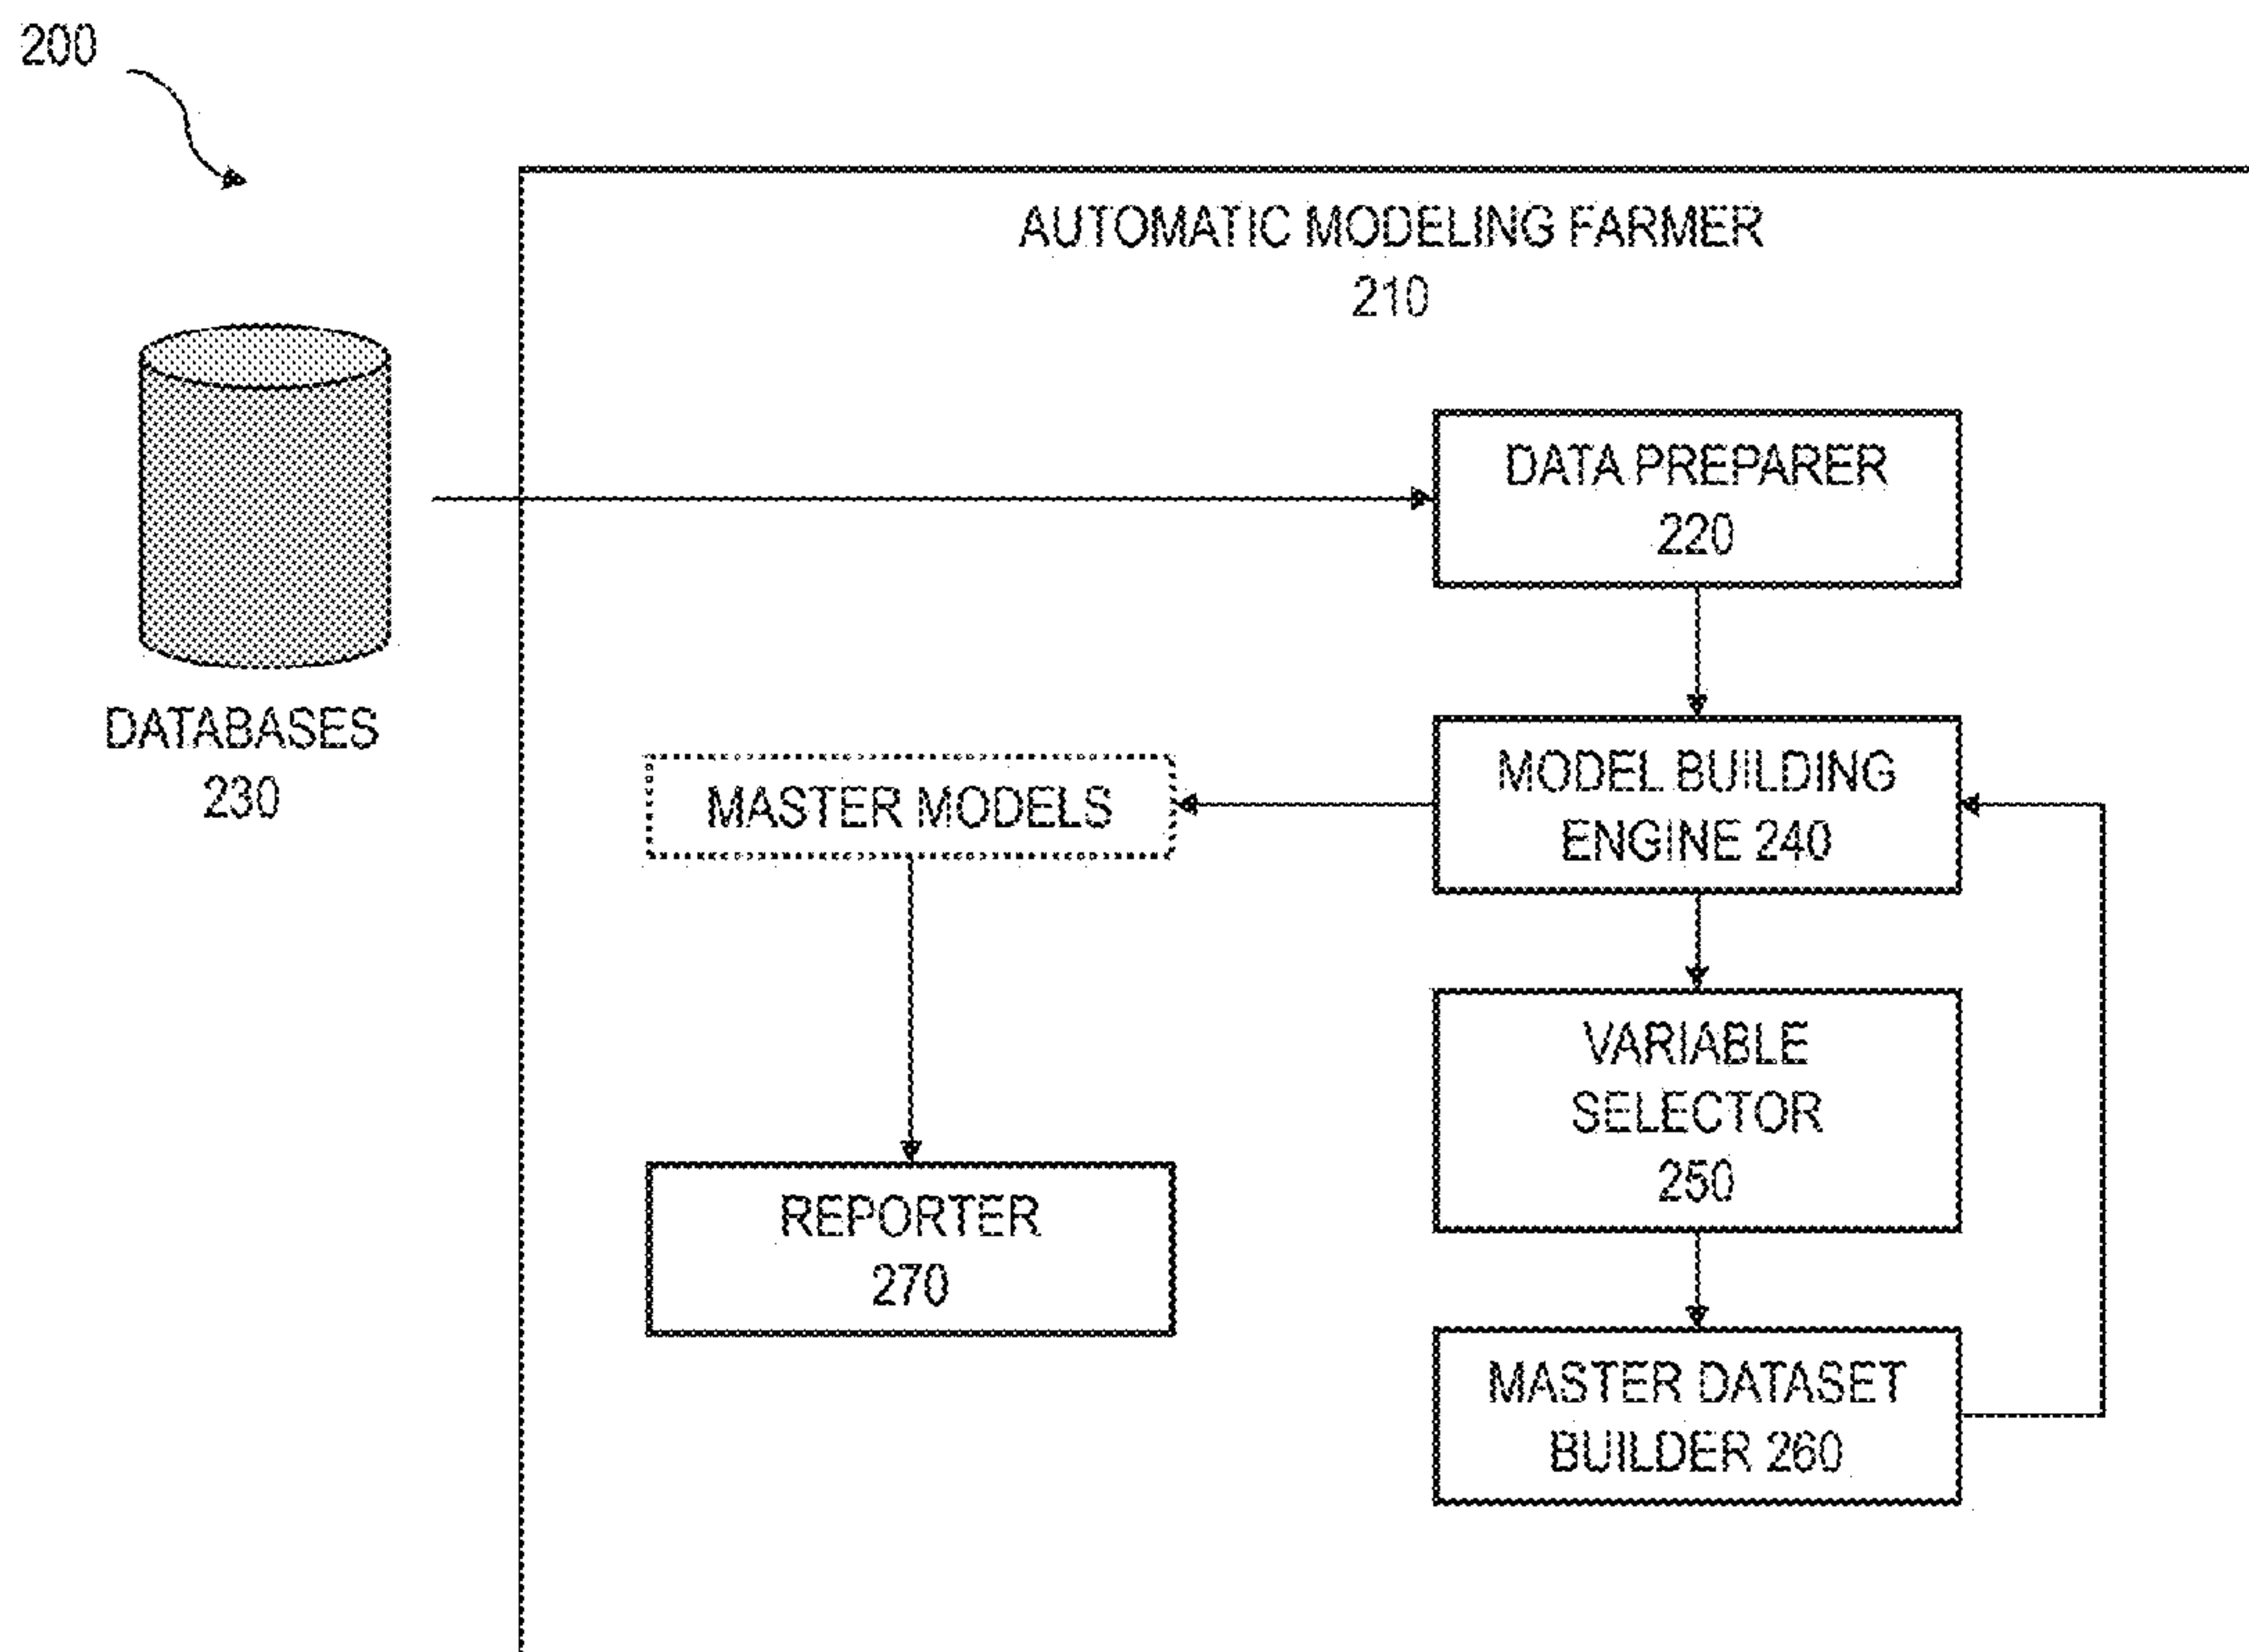 200
AUTOMATIC MODELING FARMER
210
DATABASES
230
DATA PREPARER
220
MODEL BUILDING
ENGINE 240
MASTER MODELS
VARIABLE
SELECTOR
250
REPORTER
270
MASTER DATASET
BUILDER 260